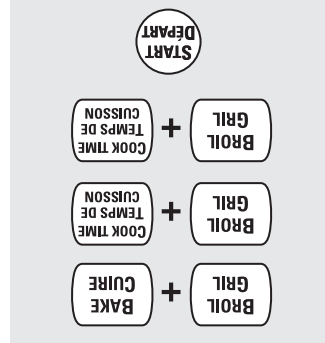 BROIL
GRIL
+
BAKE
CUIRE
BROIL
GRIL
+
COOK TIME
TEMPS DE
CUISSON
BROIL
GRIL
+
COOK TIME
TEMPS DE
CUISSON
START
DÉPART